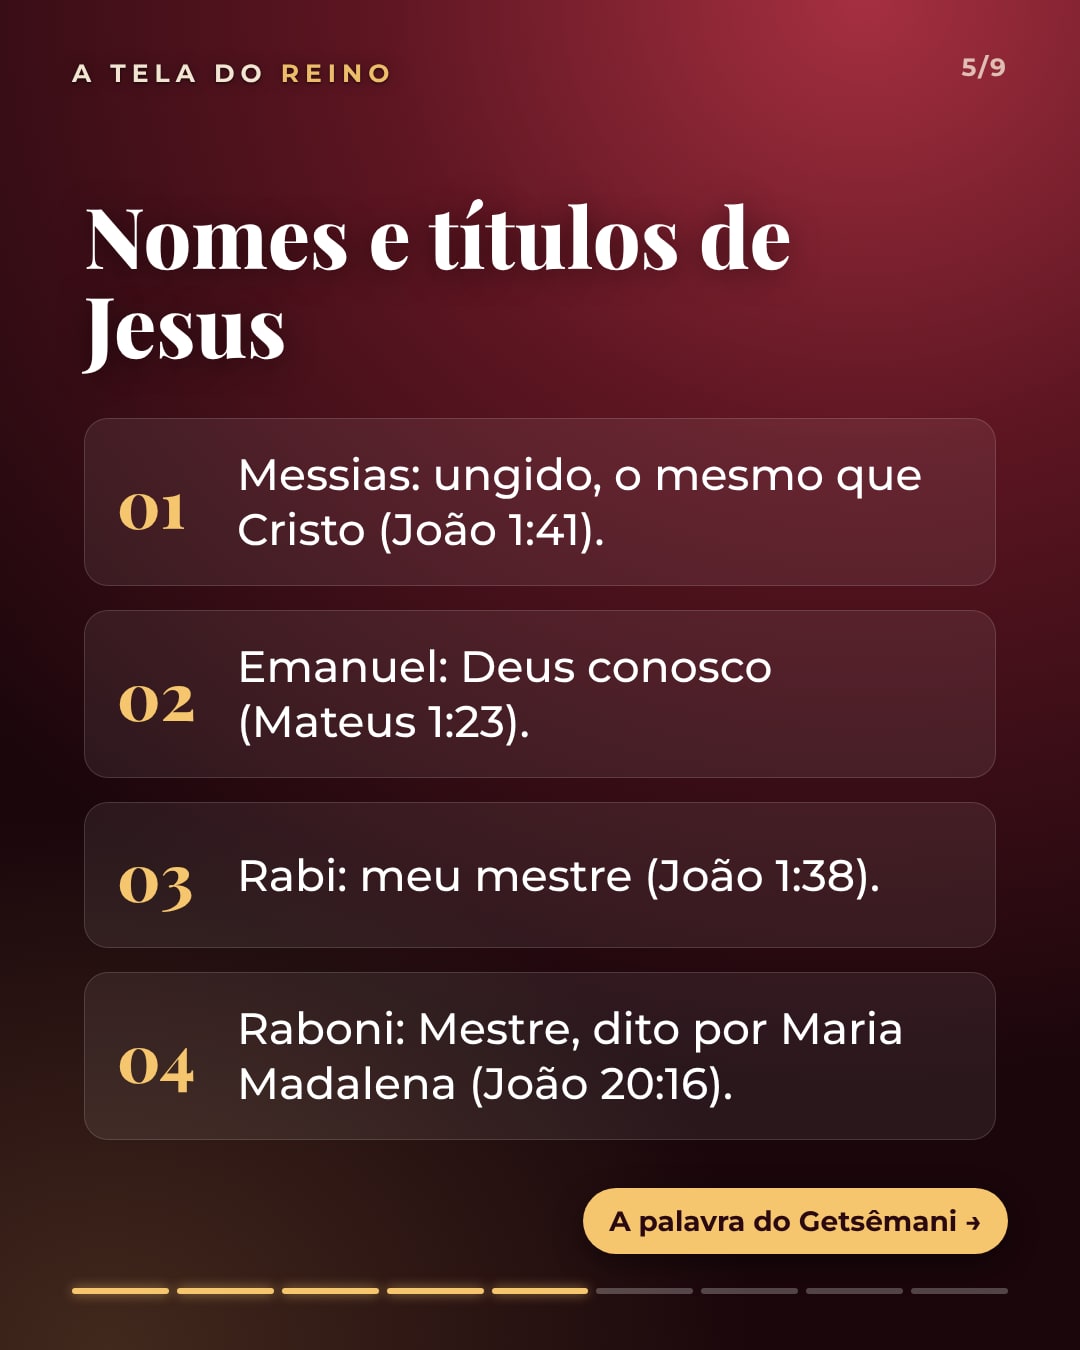 A TELA DO REINO
5/9
Nomes e títulos de
Jesus
01
Messias: ungido, o mesmo que
Cristo (João 1:41).
02
Emanuel: Deus conosco
(Mateus 1:23).
03
Rabi: meu mestre (João 1:38).
04
Raboni: Mestre, dito por Maria
Madalena (João 20:16).
A palavra do Getsêmani →